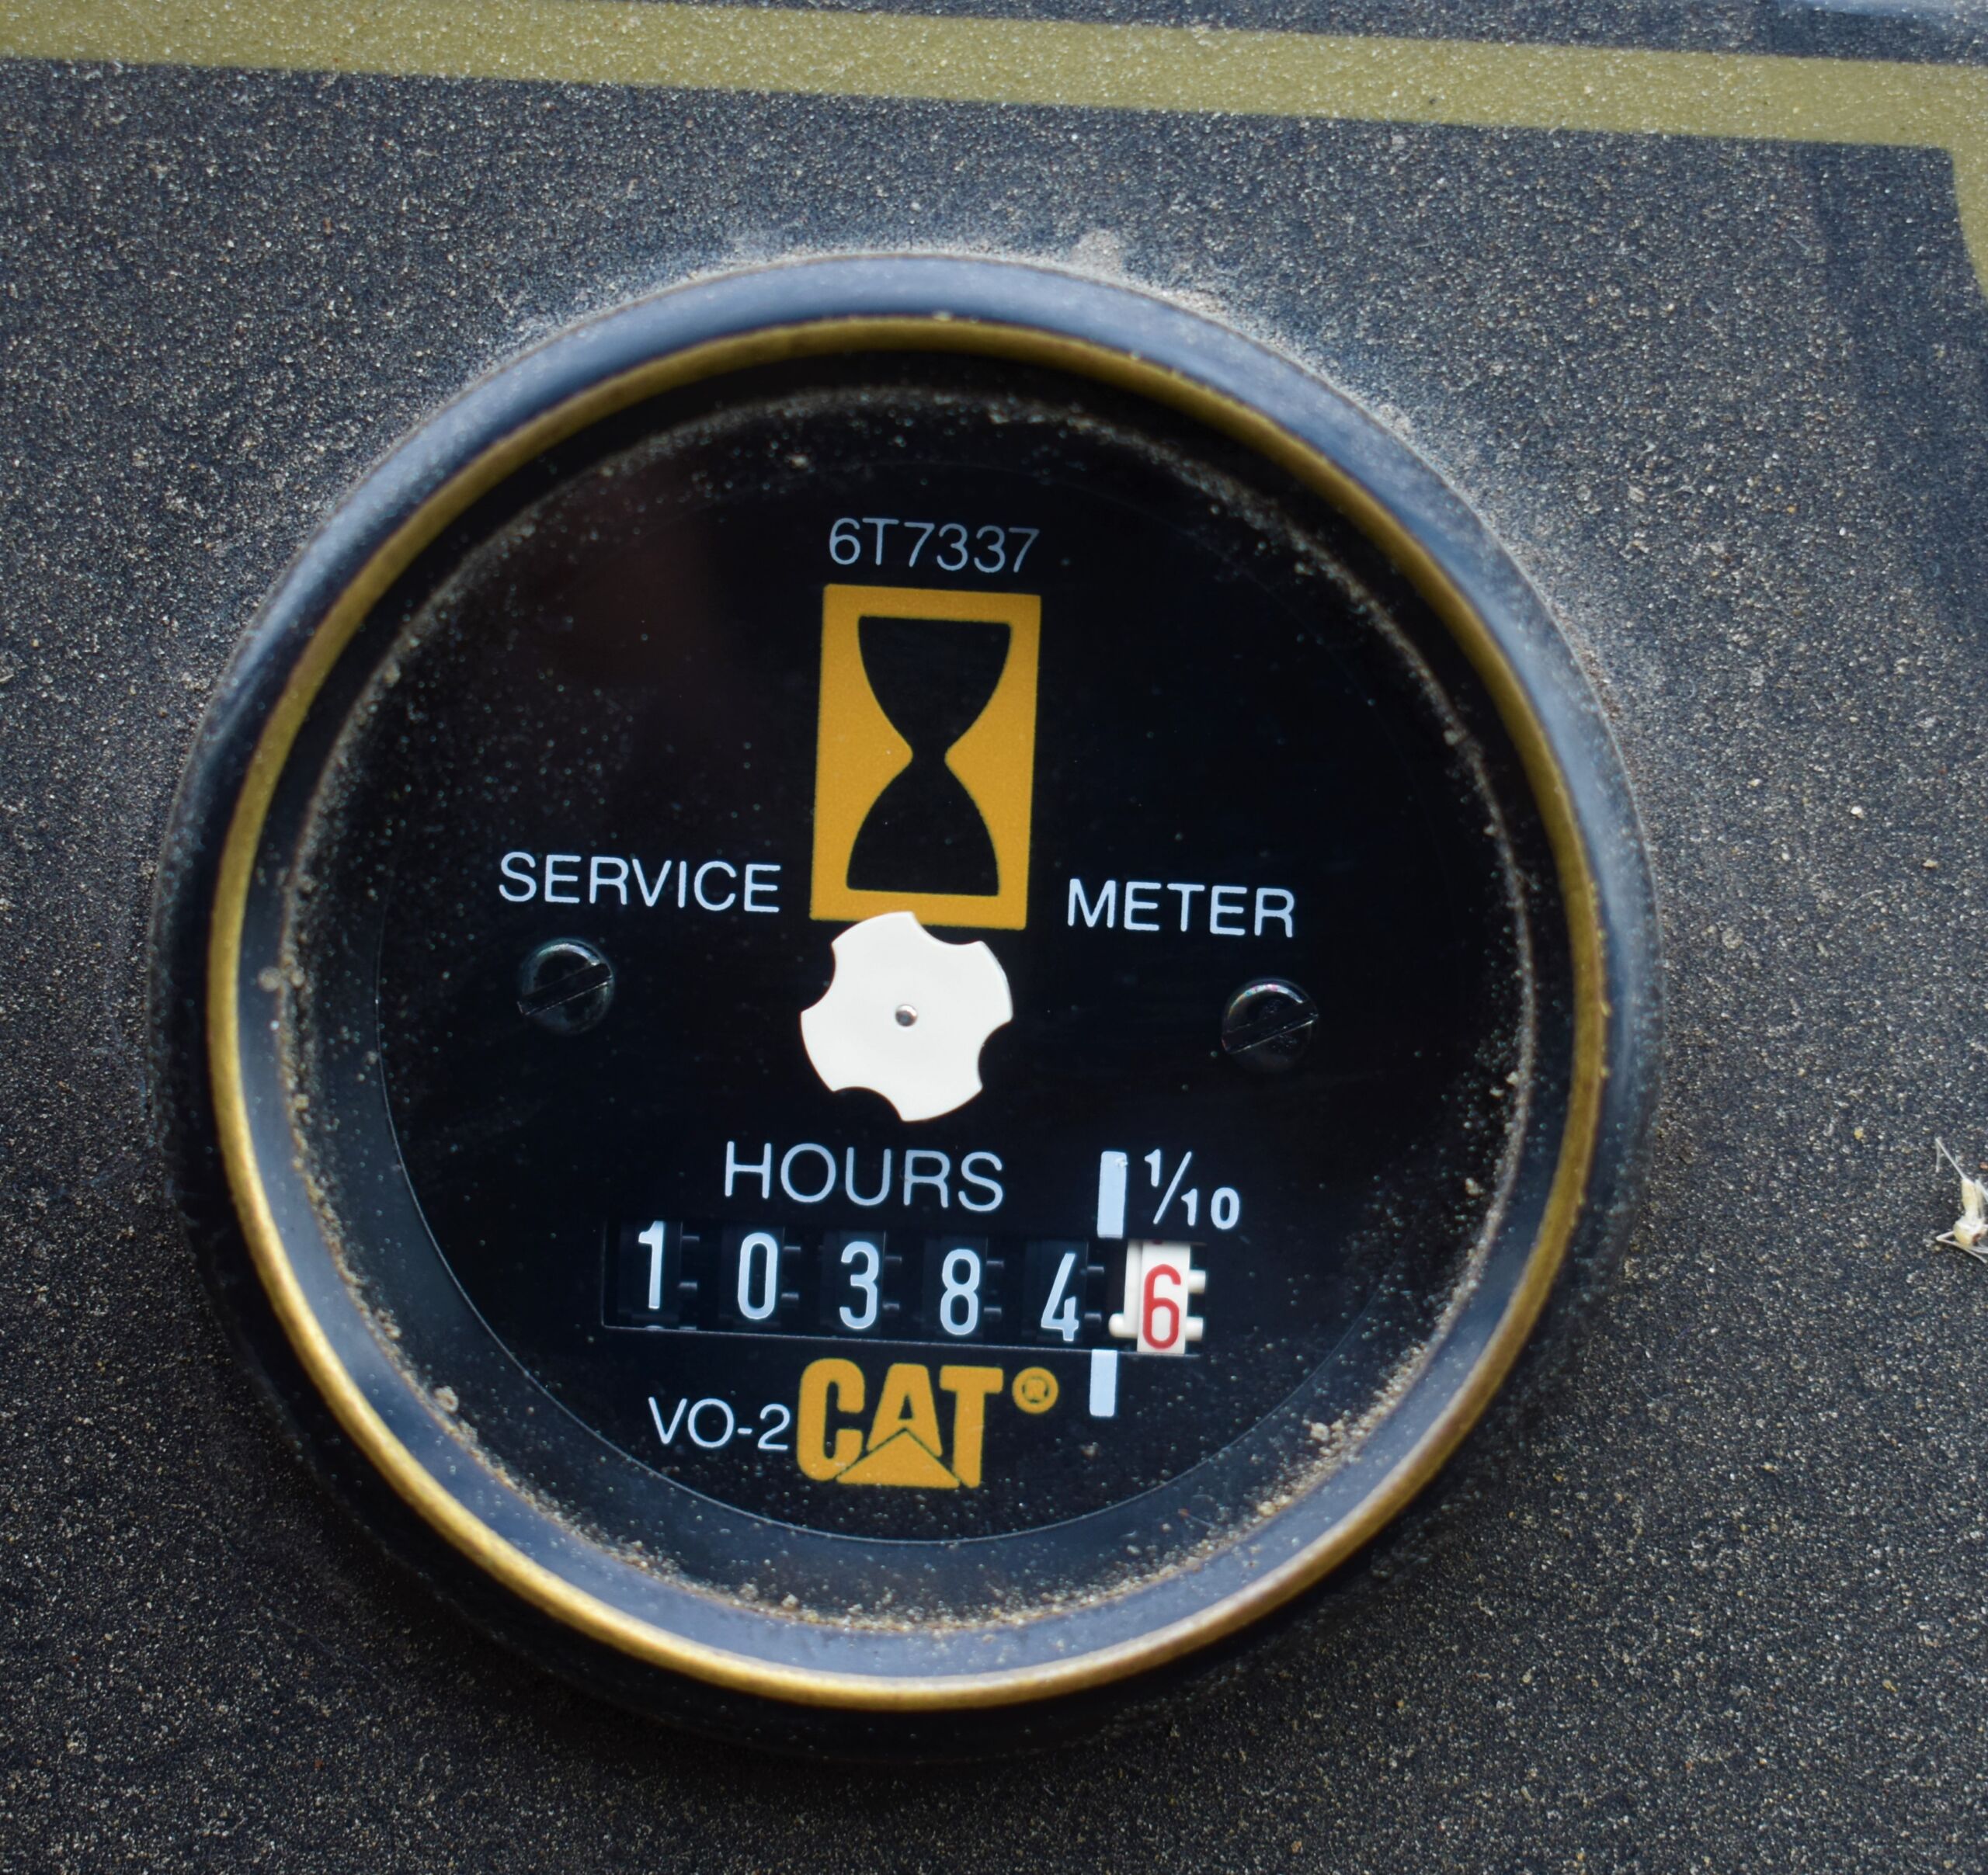 6T7337
SERVICE METER
HOURS 1/10
1 0 3 8 4 6
VO-2 CAT®